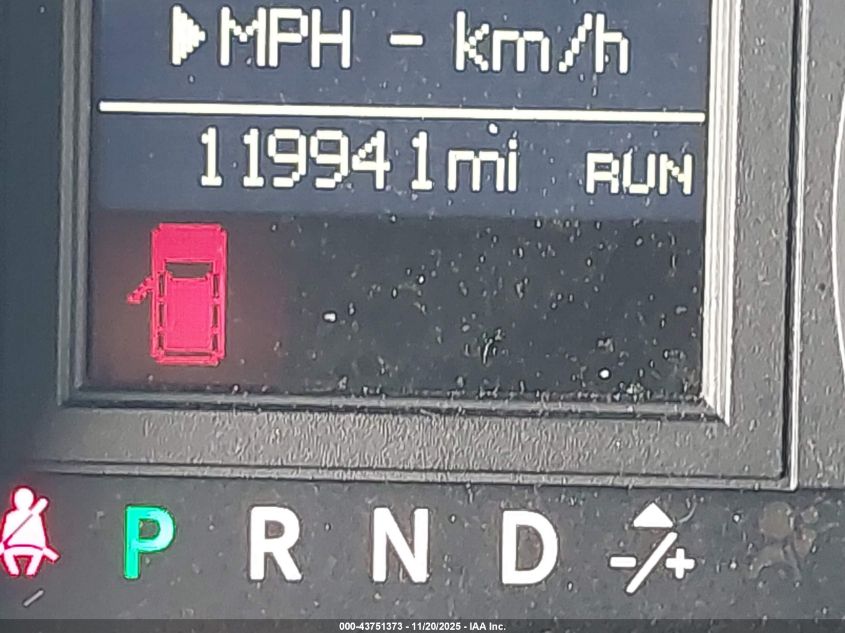 ▶MPH - km/h
119941mi RUN
P R N D -/+
000-43751373 - 11/20/2025 - IAA Inc.